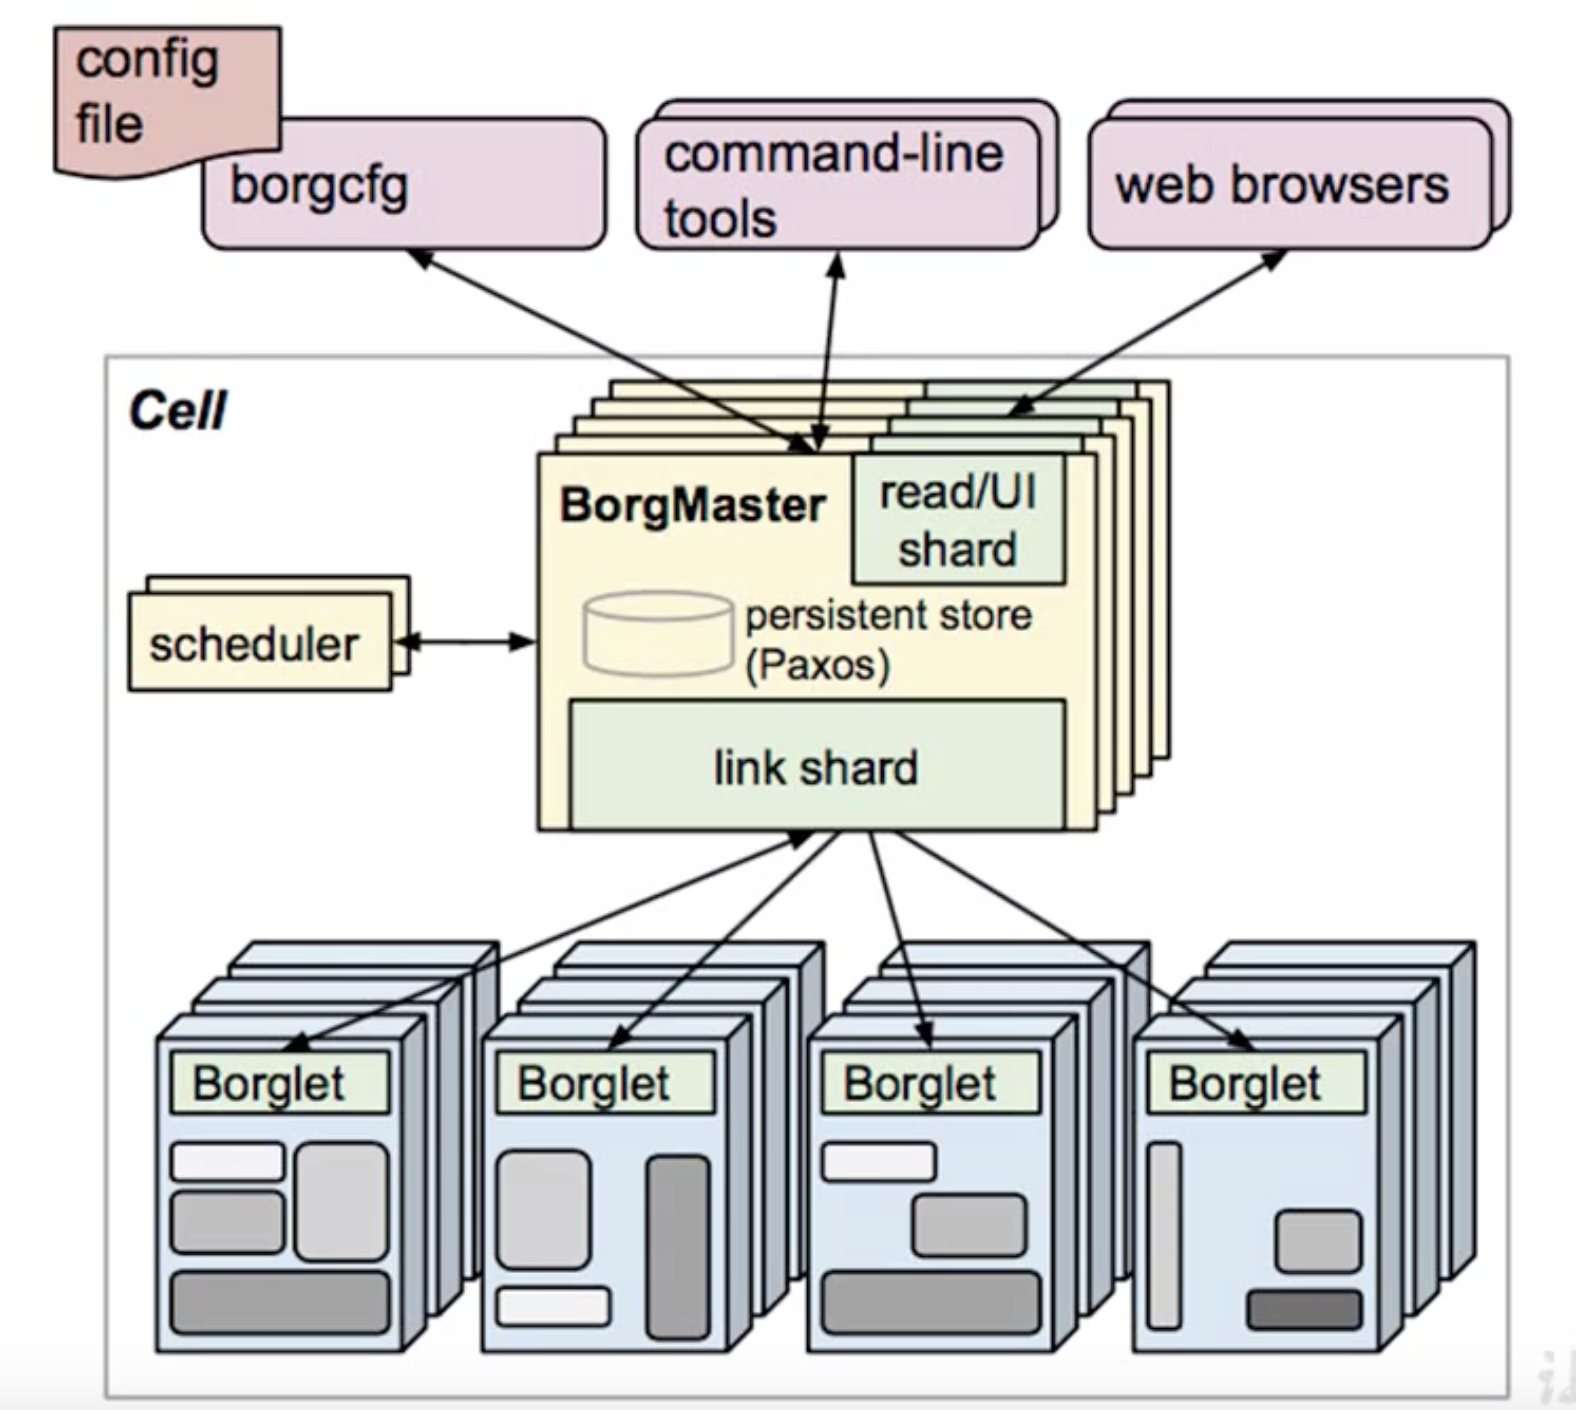 config
file
borgcfg
command-line
tools
web browsers
Cell
BorgMaster
read/UI
shard
persistent store
(Paxos)
scheduler
link shard
Borglet
Borglet
Borglet
Borglet